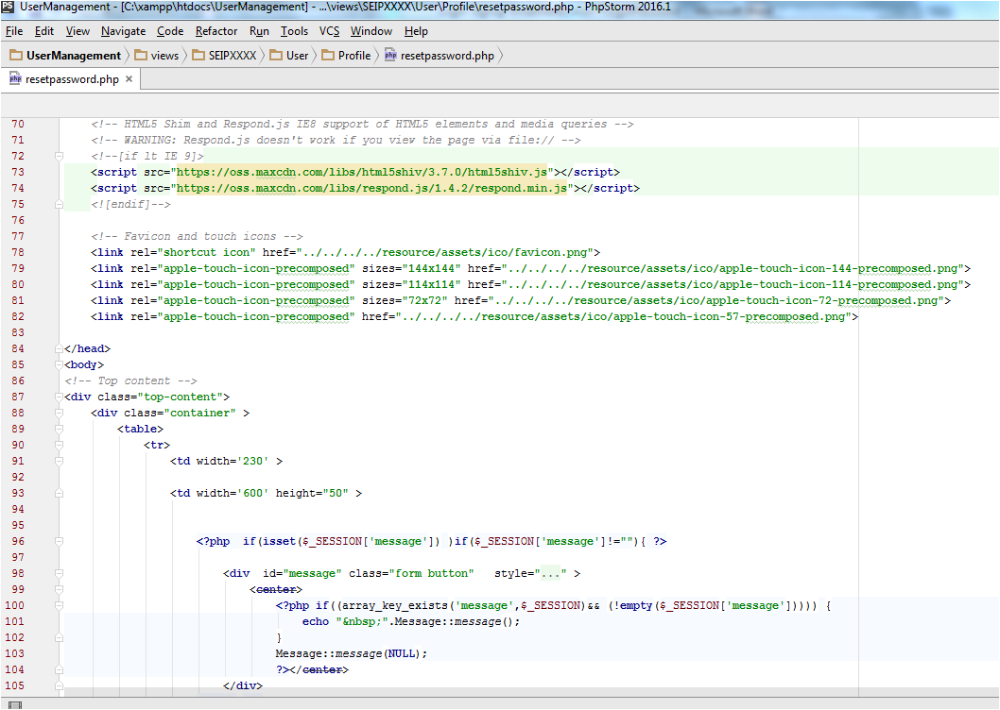 PS UserManagement - [C:\xampp\htdocs\UserManagement] - ...\views\SEIPXXXX\User\Profile\resetpassword.php - PhpStorm 2016.1
File Edit View Navigate Code Refactor Run Tools VCS Window Help
UserManagement views SEIPXXXX User Profile php resetpassword.php
php resetpassword.php ×
70 <!-- HTML5 Shim and Respond.js IE8 support of HTML5 elements and media queries -->
71 <!-- WARNING: Respond.js doesn't work if you view the page via file:// -->
72 <!--[if lt IE 9]>
73 <script src="https://oss.maxcdn.com/libs/html5shiv/3.7.0/html5shiv.js"></script>
74 <script src="https://oss.maxcdn.com/libs/respond.js/1.4.2/respond.min.js"></script>
75 <![endif]-->
76
77 <!-- Favicon and touch icons -->
78 <link rel="shortcut icon" href="../../../../resource/assets/ico/favicon.png">
79 <link rel="apple-touch-icon-precomposed" sizes="144x144" href="../../../../resource/assets/ico/apple-touch-icon-144-precomposed.png">
80 <link rel="apple-touch-icon-precomposed" sizes="114x114" href="../../../../resource/assets/ico/apple-touch-icon-114-precomposed.png">
81 <link rel="apple-touch-icon-precomposed" sizes="72x72" href="../../../../resource/assets/ico/apple-touch-icon-72-precomposed.png">
82 <link rel="apple-touch-icon-precomposed" href="../../../../resource/assets/ico/apple-touch-icon-57-precomposed.png">
83
84 </head>
85 <body>
86 <!-- Top content -->
87 <div class="top-content">
88 <div class="container" >
89 <table>
90 <tr>
91 <td width='230' >
92
93 <td width='600' height="50" >
94
95
96 <?php if(isset($_SESSION['message']) )if($_SESSION['message']!=""){ ?>
97
98 <div id="message" class="form button" style="..." >
99 <center>
100 <?php if((array_key_exists('message',$_SESSION)&& (!empty($_SESSION['message'])))) {
101 echo "&nbsp;".Message::message();
102 }
103 Message::message(NULL);
104 ?></center>
105 </div>